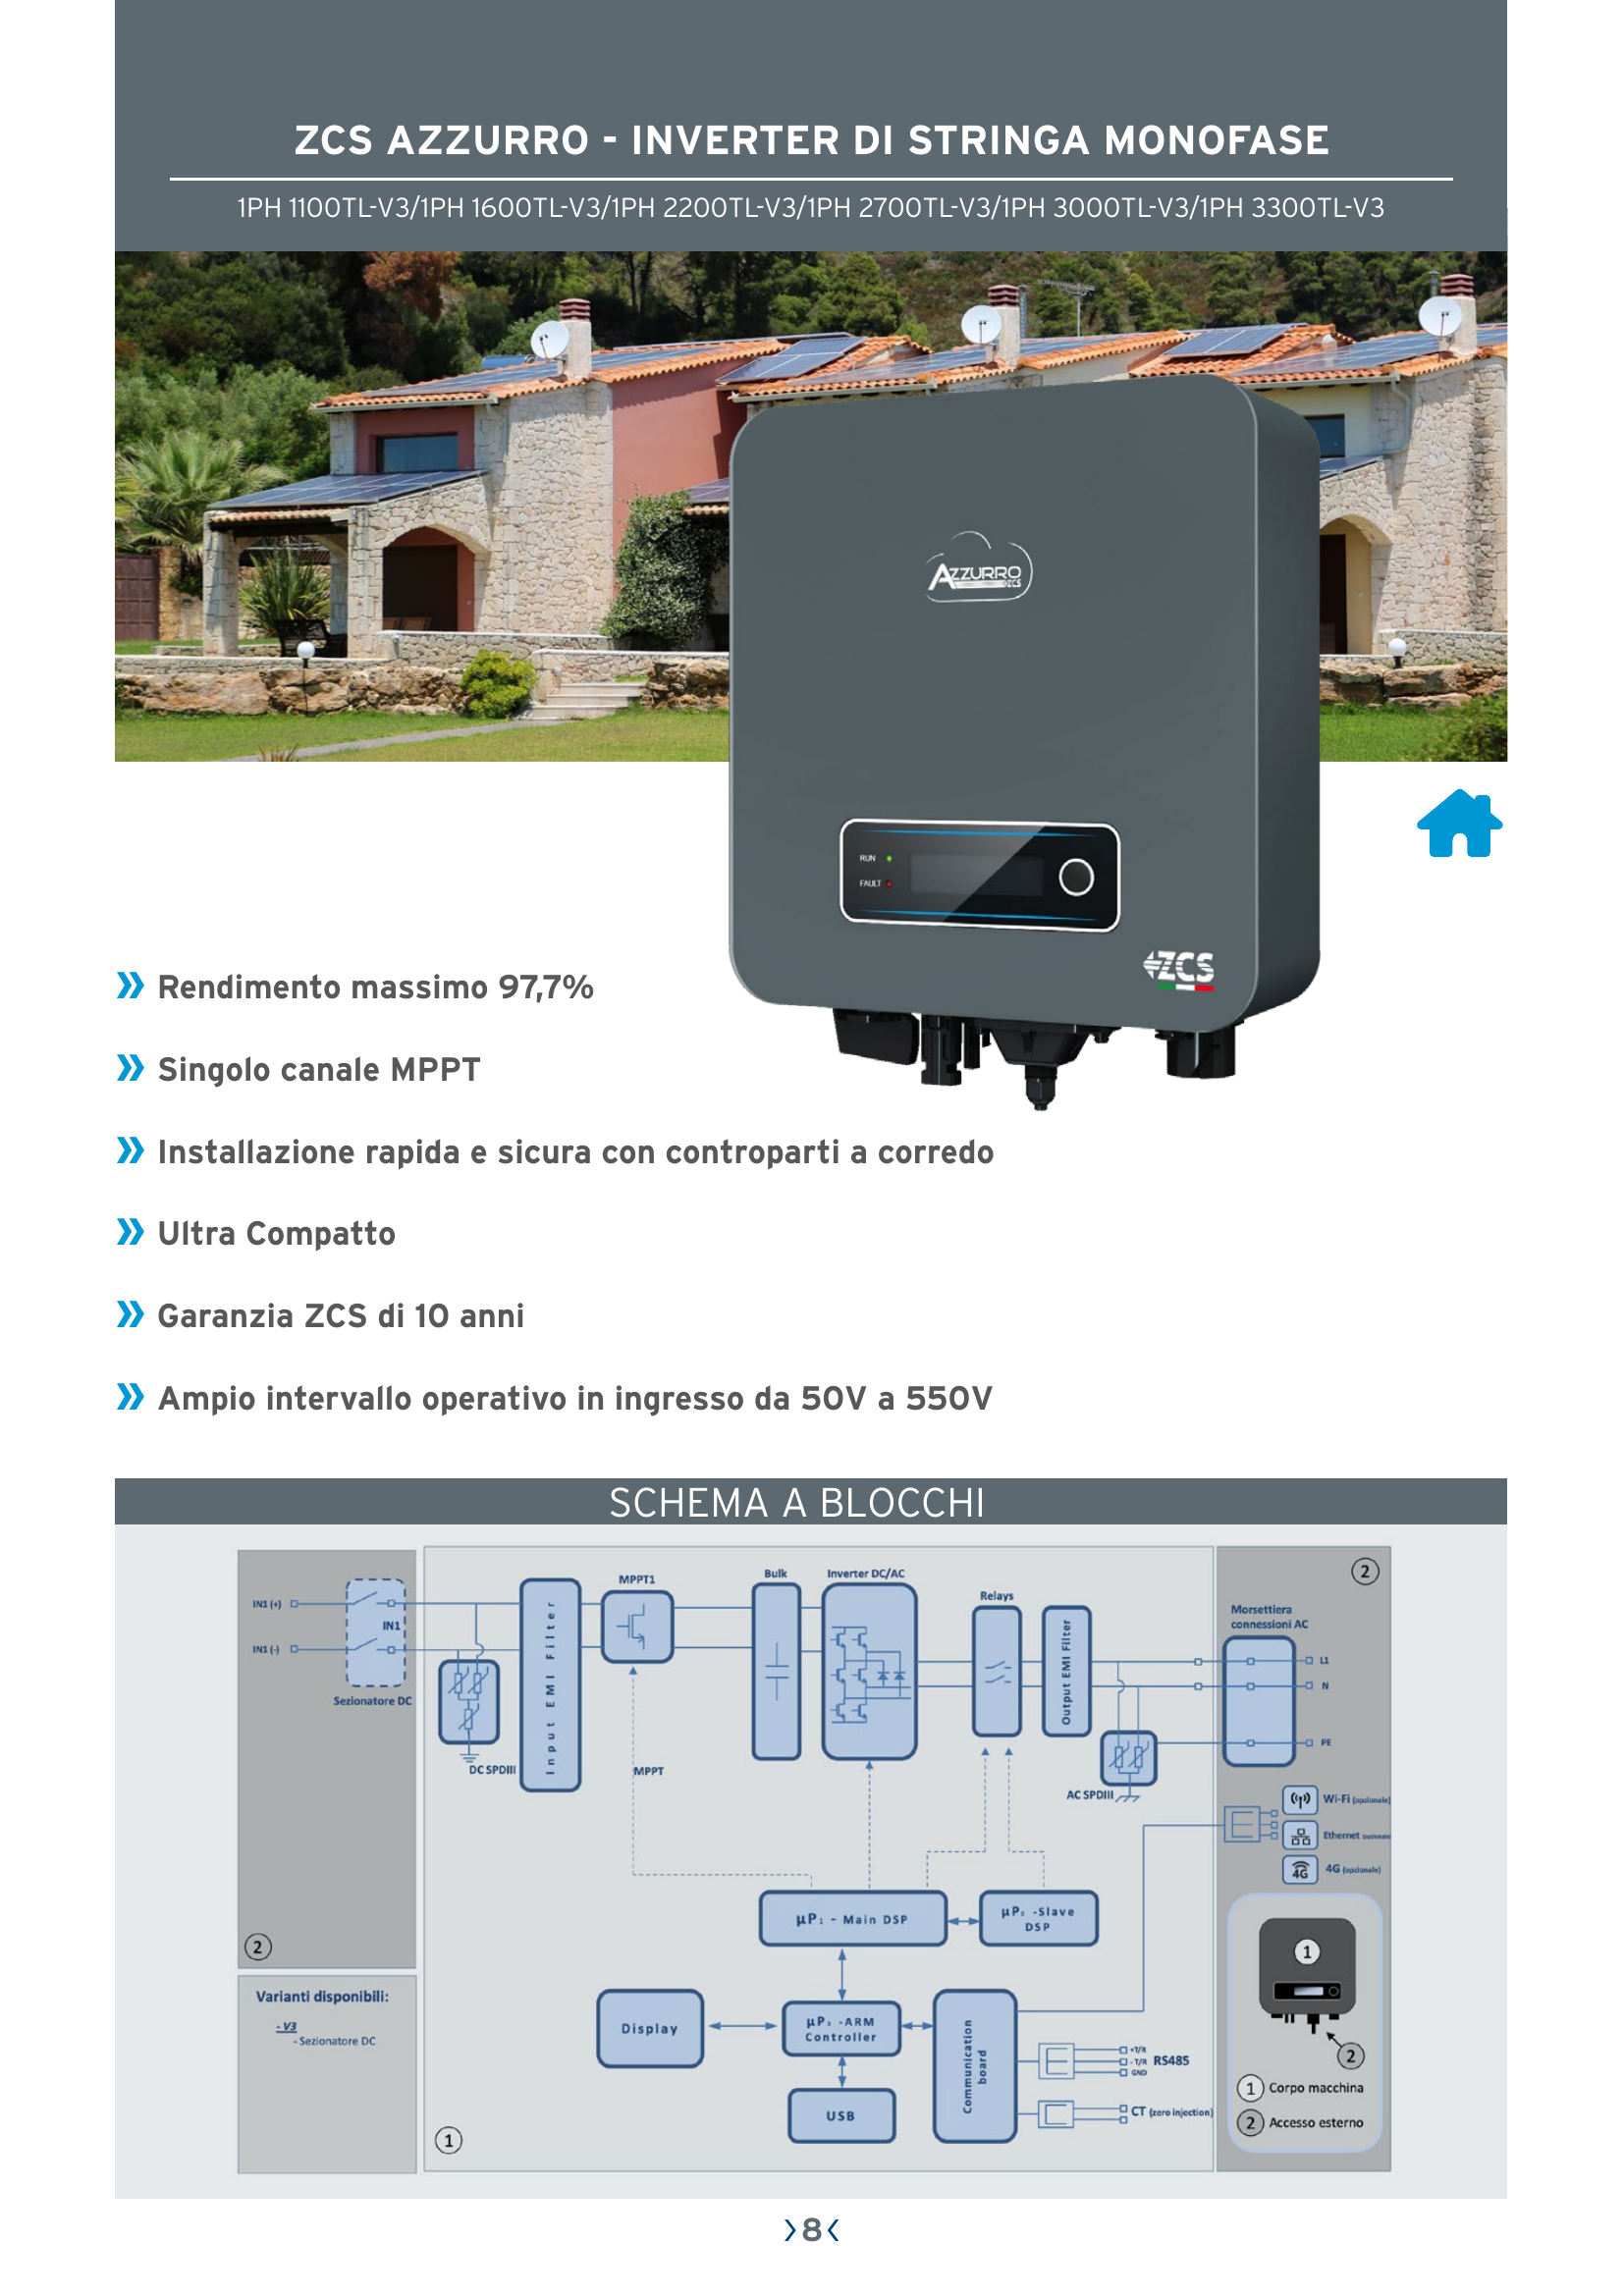 ZCS AZZURRO - INVERTER DI STRINGA MONOFASE
1PH 1100TL-V3/1PH 1600TL-V3/1PH 2200TL-V3/1PH 2700TL-V3/1PH 3000TL-V3/1PH 3300TL-V3
AZZURRO
ZCS
RUN
FAULT
ZCS
» Rendimento massimo 97,7%
» Singolo canale MPPT
» Installazione rapida e sicura con controparti a corredo
» Ultra Compatto
» Garanzia ZCS di 10 anni
» Ampio intervallo operativo in ingresso da 50V a 550V
SCHEMA A BLOCCHI
IN1 (+)
IN1 (-)
IN1
Sezionatore DC
DC SPDIII
Input EMI Filter
MPPT1
MPPT
Bulk
Inverter DC/AC
Relays
Output EMI Filter
AC SPDIII
2
Morsettiera
connessioni AC
L1
N
PE
Wi-Fi (opzionale)
Ethernet
4G
4G (opzionale)
µP1 - Main DSP
µP2 -Slave
DSP
2
Varianti disponibili:
- V3
- Sezionatore DC
Display
µP3 -ARM
Controller
USB
Communication
board
+T/R
- T/R
GND
RS485
CT (zero injection)
1
1
2
1 Corpo macchina
2 Accesso esterno
8